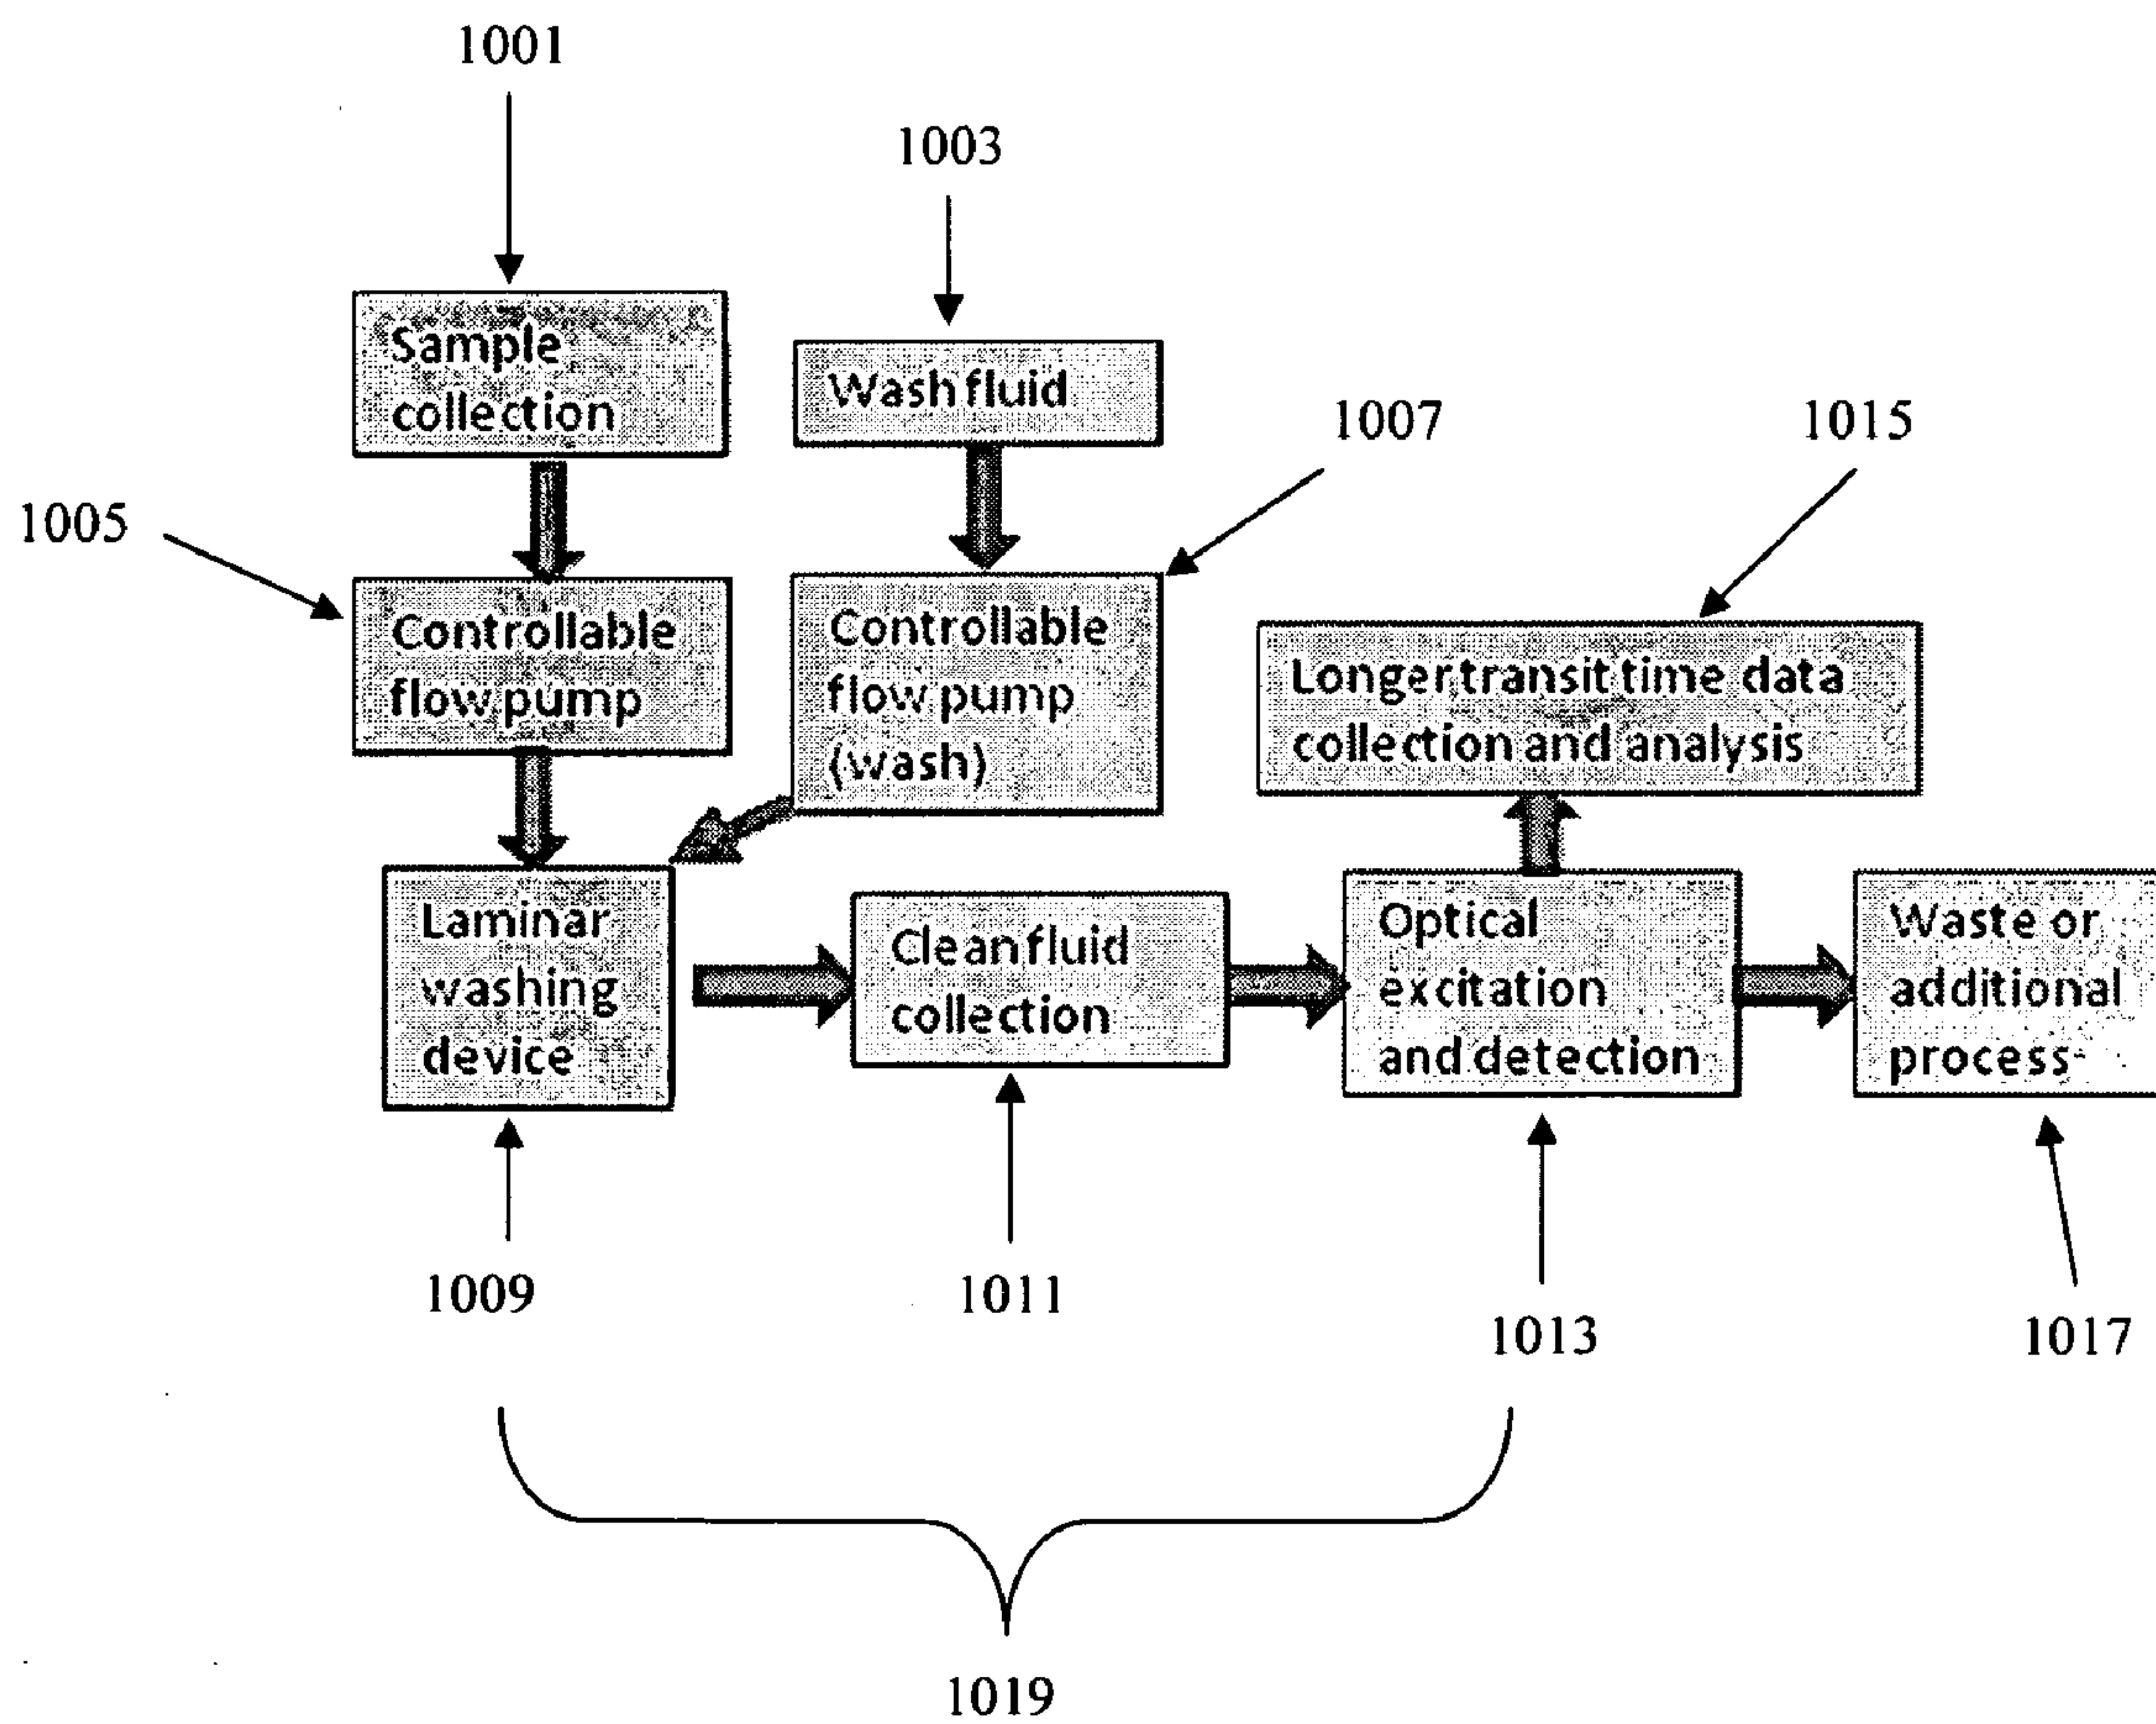 1001
1003
Sample
collection
Wash fluid
1007
1015
1005
Controllable
flow pump
Controllable
flow pump
(wash)
Longer transit time data
collection and analysis
Laminar
washing
device
Clean fluid
collection
Optical
excitation
and detection
Waste or
additional
process
1009
1011
1013
1017
1019